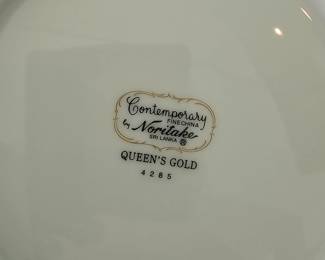 Contemporary
FINE CHINA
by Noritake
SRI LANKA ®
QUEEN'S GOLD
4285